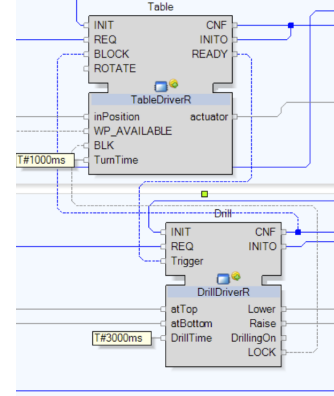 Table
INIT CNF
REQ INITO
BLOCK READY
ROTATE
TableDriverR
inPosition actuator
WP_AVAILABLE
BLK
T#1000ms TurnTime
Drill
INIT CNF
REQ INITO
Trigger
DrillDriverR
atTop Lower
atBottom Raise
T#3000ms DrillTime DrillingOn
LOCK